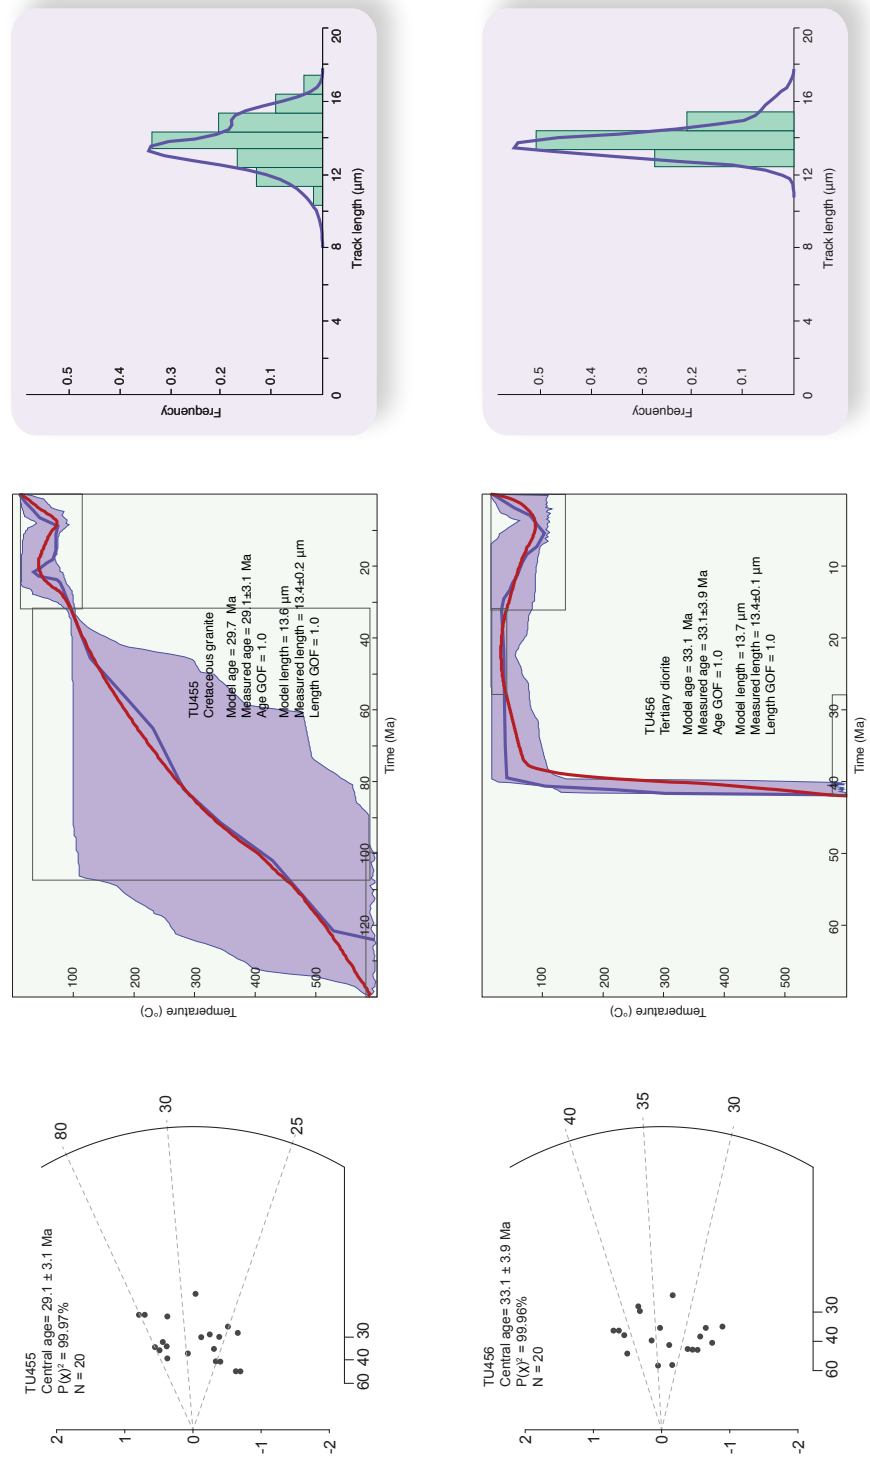 TU455
Central age= 29.1 ± 3.1 Ma
P(χ)² = 99.97%
N = 20
2
1
0
-1
-2
60
40
30
80
30
25
Temperature (°C)
100
200
300
400
500
120
100
80
60
40
20
Time (Ma)
TU455
Cretaceous granite
Model age = 29.7 Ma
Measured age = 29.1±3.1 Ma
Age GOF = 1.0
Model length = 13.6 µm
Measured length = 13.4±0.2 µm
Length GOF = 1.0
Frequency
0.5
0.4
0.3
0.2
0.1
0
4
8
12
16
20
Track length (µm)
TU456
Central age= 33.1 ± 3.9 Ma
P(χ)² = 99.96%
N = 20
2
1
0
-1
-2
60
40
30
40
35
30
Temperature (°C)
100
200
300
400
500
60
50
40
30
20
10
Time (Ma)
TU456
Tertiary diorite
Model age = 33.1 Ma
Measured age = 33.1±3.9 Ma
Age GOF = 1.0
Model length = 13.7 µm
Measured length = 13.4±0.1 µm
Length GOF = 1.0
Frequency
0.5
0.4
0.3
0.2
0.1
0
4
8
12
16
20
Track length (µm)